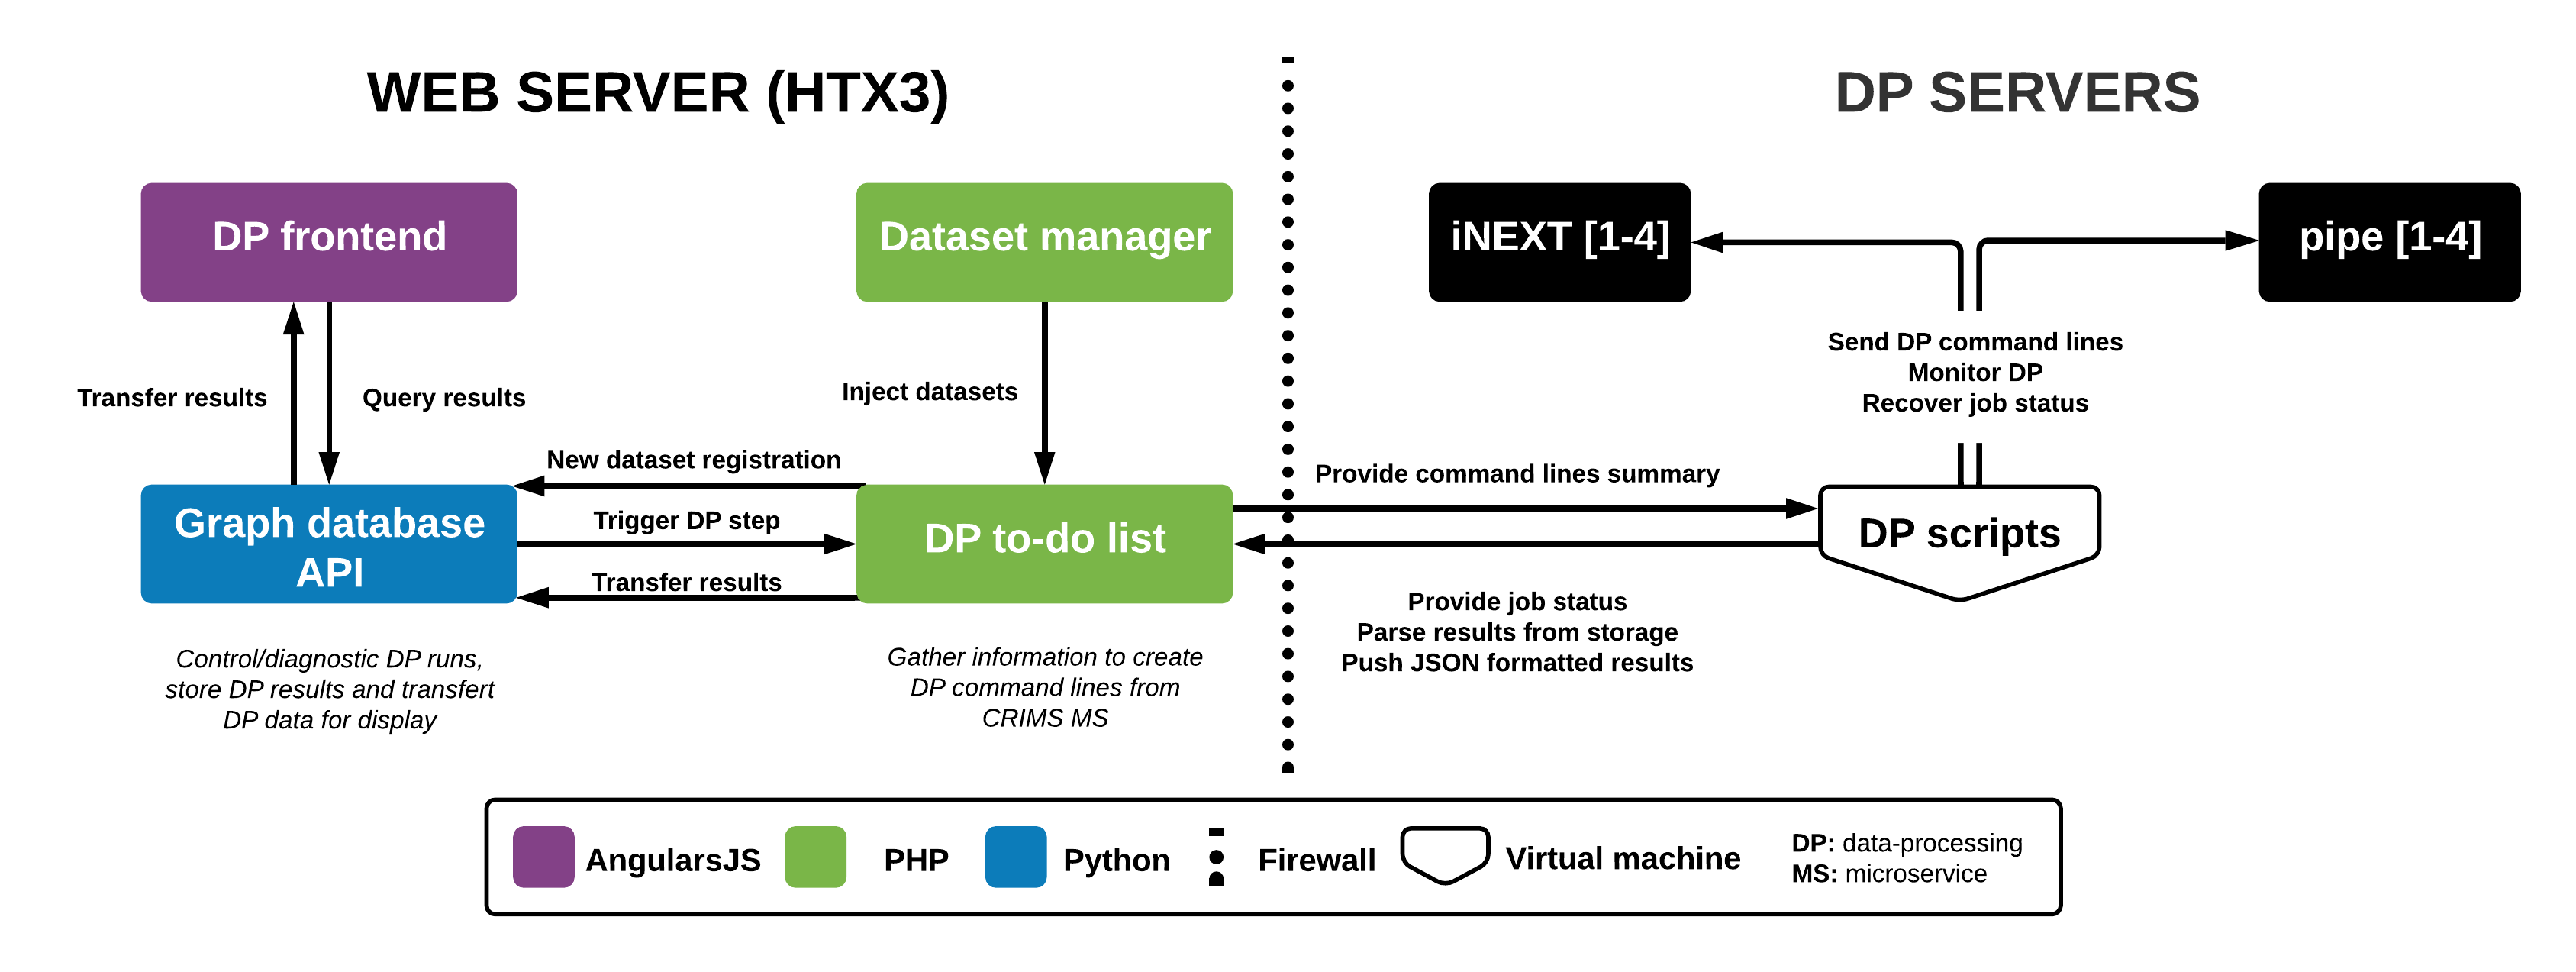 WEB SERVER (HTX3)
DP SERVERS
DP frontend
Dataset manager
iNEXT [1-4]
pipe [1-4]
Send DP command lines
Monitor DP
Recover job status
Transfer results
Query results
Inject datasets
New dataset registration
Provide command lines summary
Graph database
API
Trigger DP step
DP to-do list
DP scripts
Transfer results
Provide job status
Parse results from storage
Push JSON formatted results
Control/diagnostic DP runs,
store DP results and transfert
DP data for display
Gather information to create
DP command lines from
CRIMS MS
AngularsJS
PHP
Python
Firewall
Virtual machine
DP: data-processing
MS: microservice